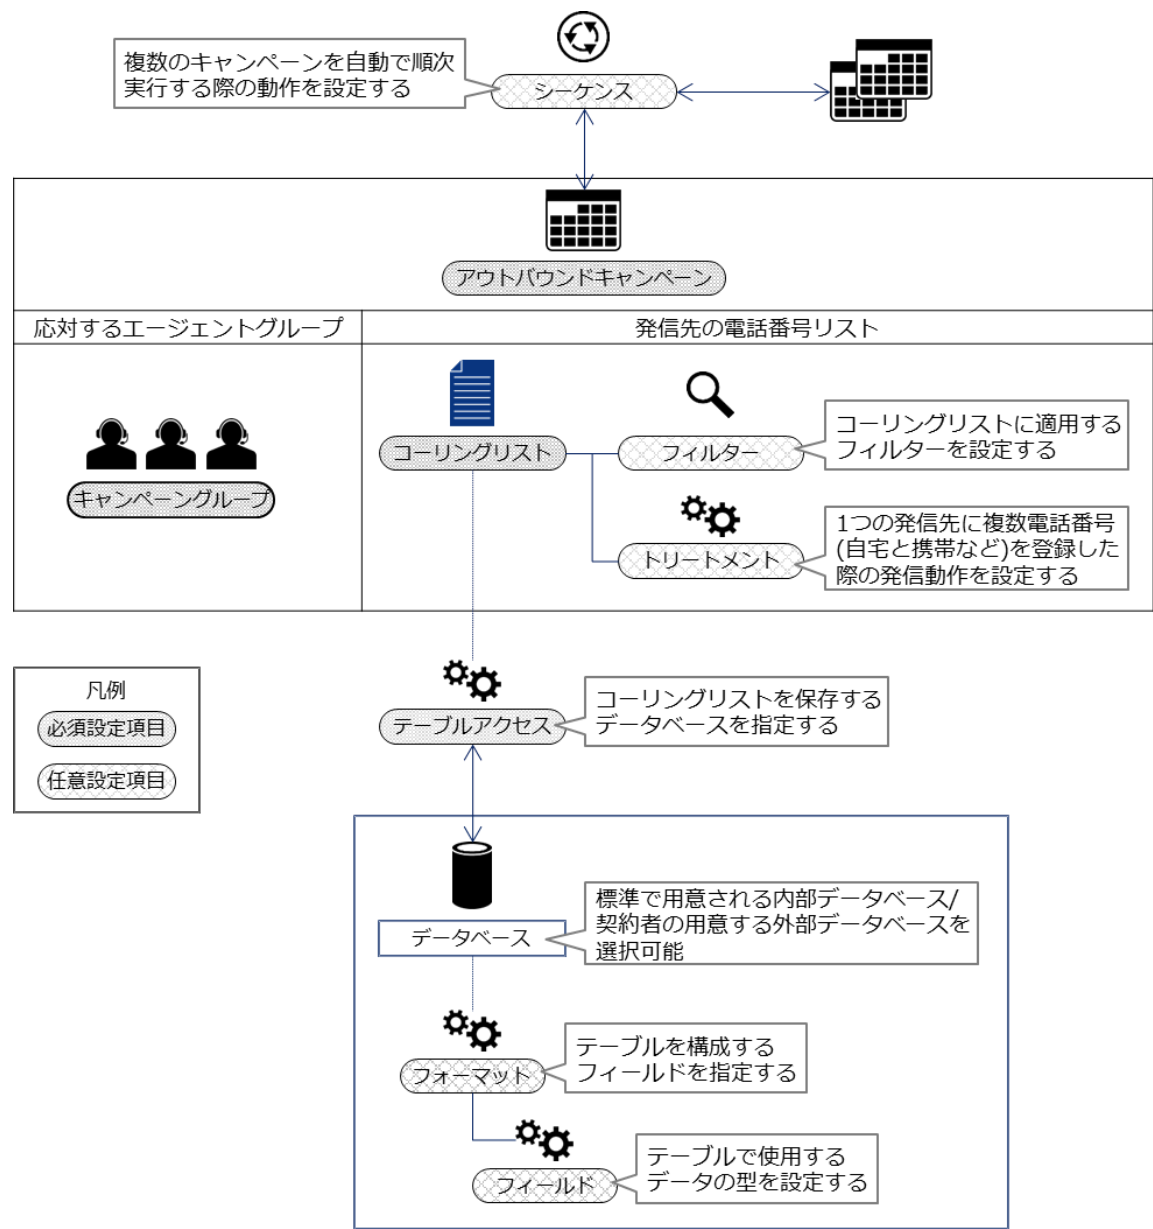 複数のキャンペーンを自動で順次
実行する際の動作を設定する
シーケンス
アウトバウンドキャンペーン
応対するエージェントグループ
発信先の電話番号リスト
キャンペーングループ
コーリングリスト
フィルター
コーリングリストに適用する
フィルターを設定する
トリートメント
1つの発信先に複数電話番号
(自宅と携帯など)を登録した
際の発信動作を設定する
凡例
必須設定項目
任意設定項目
テーブルアクセス
コーリングリストを保存する
データベースを指定する
データベース
標準で用意される内部データベース/
契約者の用意する外部データベースを
選択可能
フォーマット
テーブルを構成する
フィールドを指定する
フィールド
テーブルで使用する
データの型を設定する